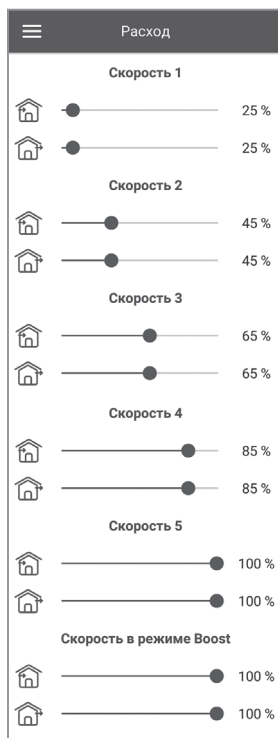 Расход
Скорость 1
25 %
25 %
Скорость 2
45 %
45 %
Скорость 3
65 %
65 %
Скорость 4
85 %
85 %
Скорость 5
100 %
100 %
Скорость в режиме Boost
100 %
100 %